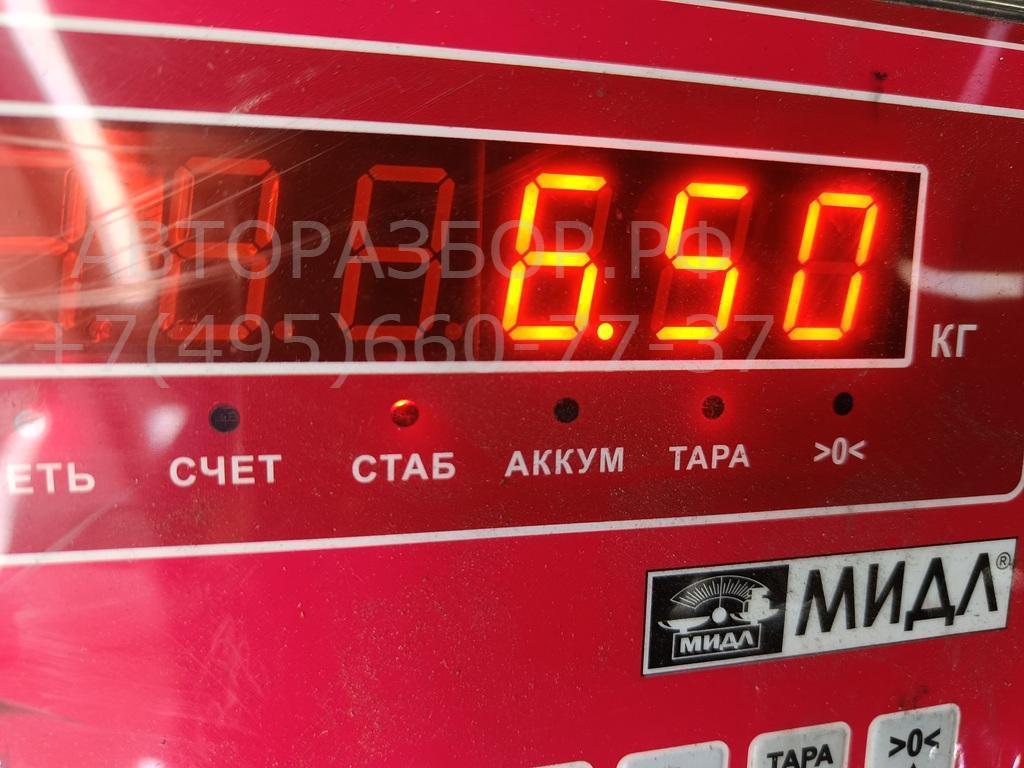 6.50
КГ
АВТОРАЗБОР.РФ
+7(495)660-77-37
ЕТЬ СЧЕТ СТАБ АККУМ ТАРА >0<
МИДЛ МИДЛ®
ТАРА >0<